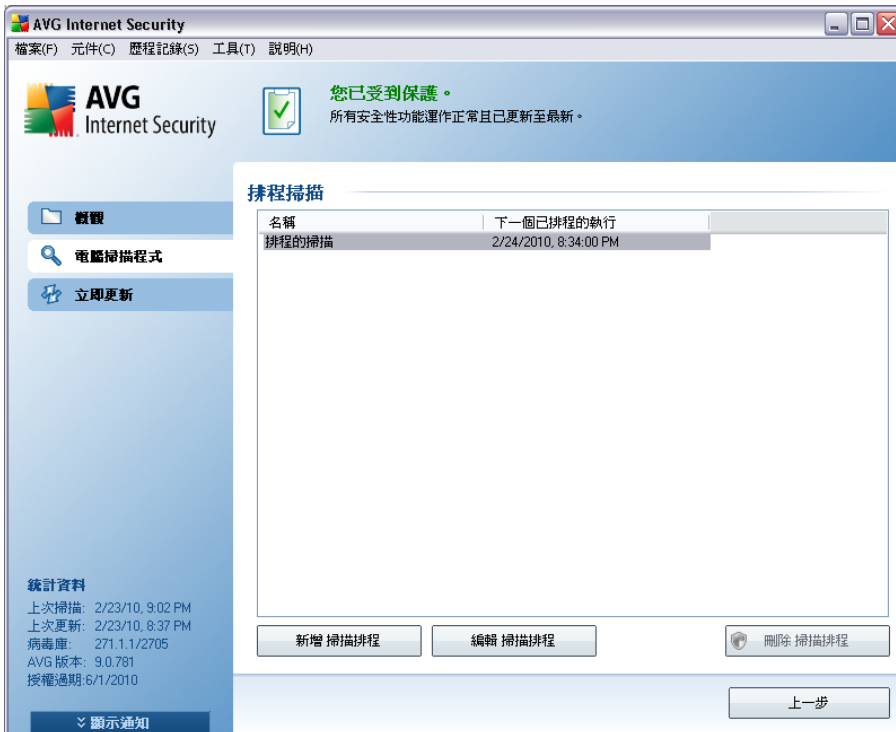 AVG Internet Security
檔案(F) 元件(C) 歷程記錄(S) 工具(T) 說明(H)
AVG
Internet Security
您已受到保護。
所有安全性功能運作正常且已更新至最新。
概觀
電腦掃描程式
立即更新
排程掃描
名稱 下一個已排程的執行
排程的掃描 2/24/2010, 8:34:00 PM
統計資料
上次掃描: 2/23/10, 9:02 PM
上次更新: 2/23/10, 8:37 PM
病毒庫: 271.1.1/2705
AVG 版本: 9.0.781
授權過期:6/1/2010
顯示通知
新增 掃描排程 編輯 掃描排程 刪除 掃描排程
上一步